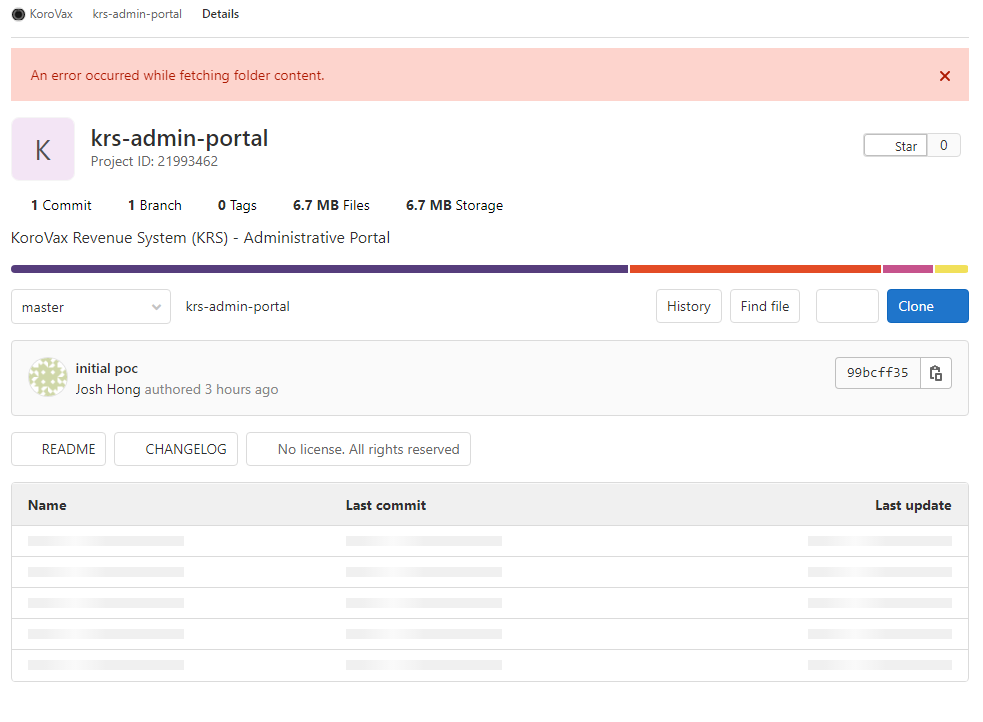 KoroVax krs-admin-portal Details
An error occurred while fetching folder content.
K
krs-admin-portal
Project ID: 21993462
Star 0
1 Commit 1 Branch 0 Tags 6.7 MB Files 6.7 MB Storage
KoroVax Revenue System (KRS) - Administrative Portal
master krs-admin-portal History Find file Clone
initial poc
Josh Hong authored 3 hours ago
99bcff35
README CHANGELOG No license. All rights reserved
Name Last commit Last update